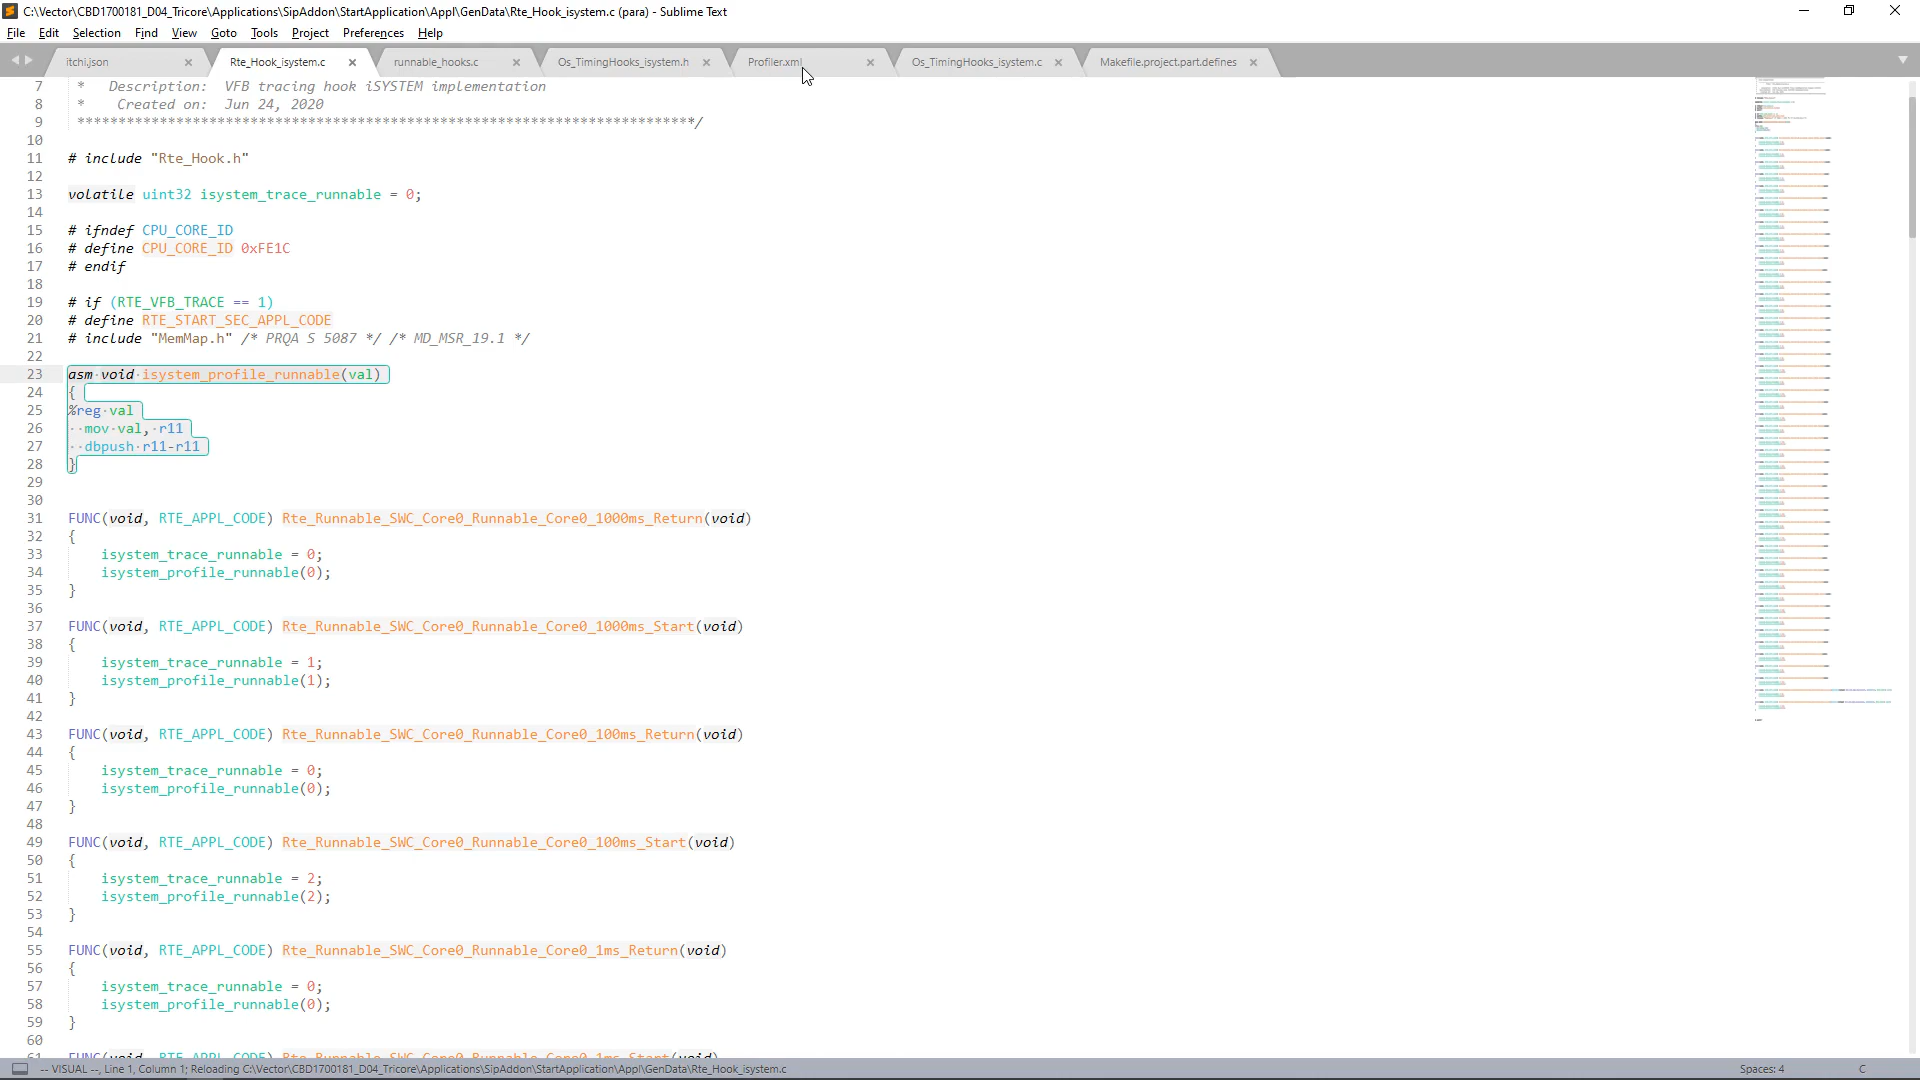 C:\Vector\CBD1700181_D04_Tricore\Applications\SipAddon\StartApplication\Appl\GenData\Rte_Hook_isystem.c (para) - Sublime Text
File Edit Selection Find View Goto Tools Project Preferences Help
itchi.json Rte_Hook_isystem.c runnable_hooks.c Os_TimingHooks_isystem.h Profiler.xml Os_TimingHooks_isystem.c Makefile.project.part.defines
7 * Description: VFB tracing hook iSYSTEM implementation
8 * Created on: Jun 24, 2020
9 ***************************************************************************/
10
11 # include "Rte_Hook.h"
12
13 volatile uint32 isystem_trace_runnable = 0;
14
15 # ifndef CPU_CORE_ID
16 # define CPU_CORE_ID 0xFE1C
17 # endif
18
19 # if (RTE_VFB_TRACE == 1)
20 # define RTE_START_SEC_APPL_CODE
21 # include "MemMap.h" /* PRQA S 5087 */ /* MD_MSR_19.1 */
22
23 asm void isystem_profile_runnable(val)
24 {
25 %reg val
26 mov val, r11
27 dbpush r11-r11
28 }
29
30
31 FUNC(void, RTE_APPL_CODE) Rte_Runnable_SWC_Core0_Runnable_Core0_1000ms_Return(void)
32 {
33 isystem_trace_runnable = 0;
34 isystem_profile_runnable(0);
35 }
36
37 FUNC(void, RTE_APPL_CODE) Rte_Runnable_SWC_Core0_Runnable_Core0_1000ms_Start(void)
38 {
39 isystem_trace_runnable = 1;
40 isystem_profile_runnable(1);
41 }
42
43 FUNC(void, RTE_APPL_CODE) Rte_Runnable_SWC_Core0_Runnable_Core0_100ms_Return(void)
44 {
45 isystem_trace_runnable = 0;
46 isystem_profile_runnable(0);
47 }
48
49 FUNC(void, RTE_APPL_CODE) Rte_Runnable_SWC_Core0_Runnable_Core0_100ms_Start(void)
50 {
51 isystem_trace_runnable = 2;
52 isystem_profile_runnable(2);
53 }
54
55 FUNC(void, RTE_APPL_CODE) Rte_Runnable_SWC_Core0_Runnable_Core0_1ms_Return(void)
56 {
57 isystem_trace_runnable = 0;
58 isystem_profile_runnable(0);
59 }
60
61 FUNC(void, RTE_APPL_CODE) Rte_Runnable_SWC_Core0_Runnable_Core0_1ms_Start(void)
-- VISUAL --, Line 1, Column 1; Reloading C:\Vector\CBD1700181_D04_Tricore\Applications\SipAddon\StartApplication\Appl\GenData\Rte_Hook_isystem.c Spaces: 4 C